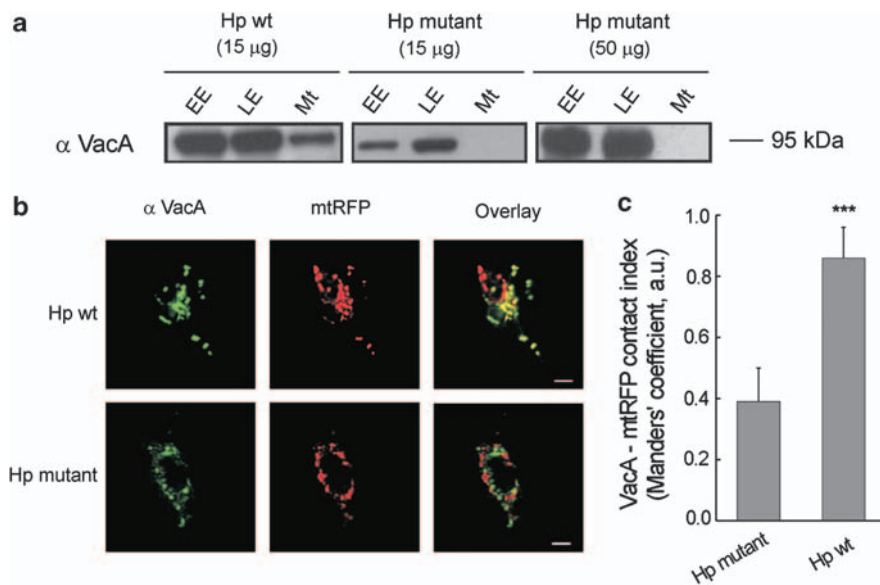 a
Hp wt Hp mutant Hp mutant
(15 μg) (15 μg) (50 μg)
EE LE Mt EE LE Mt EE LE Mt
α VacA 95 kDa
b
α VacA mtRFP Overlay
Hp wt
Hp mutant
c
VacA - mtRFP contact index
(Manders' coefficient, a.u.)
1.0
0.8
0.6
0.4
0.2
0.0
***
Hp mutant Hp wt